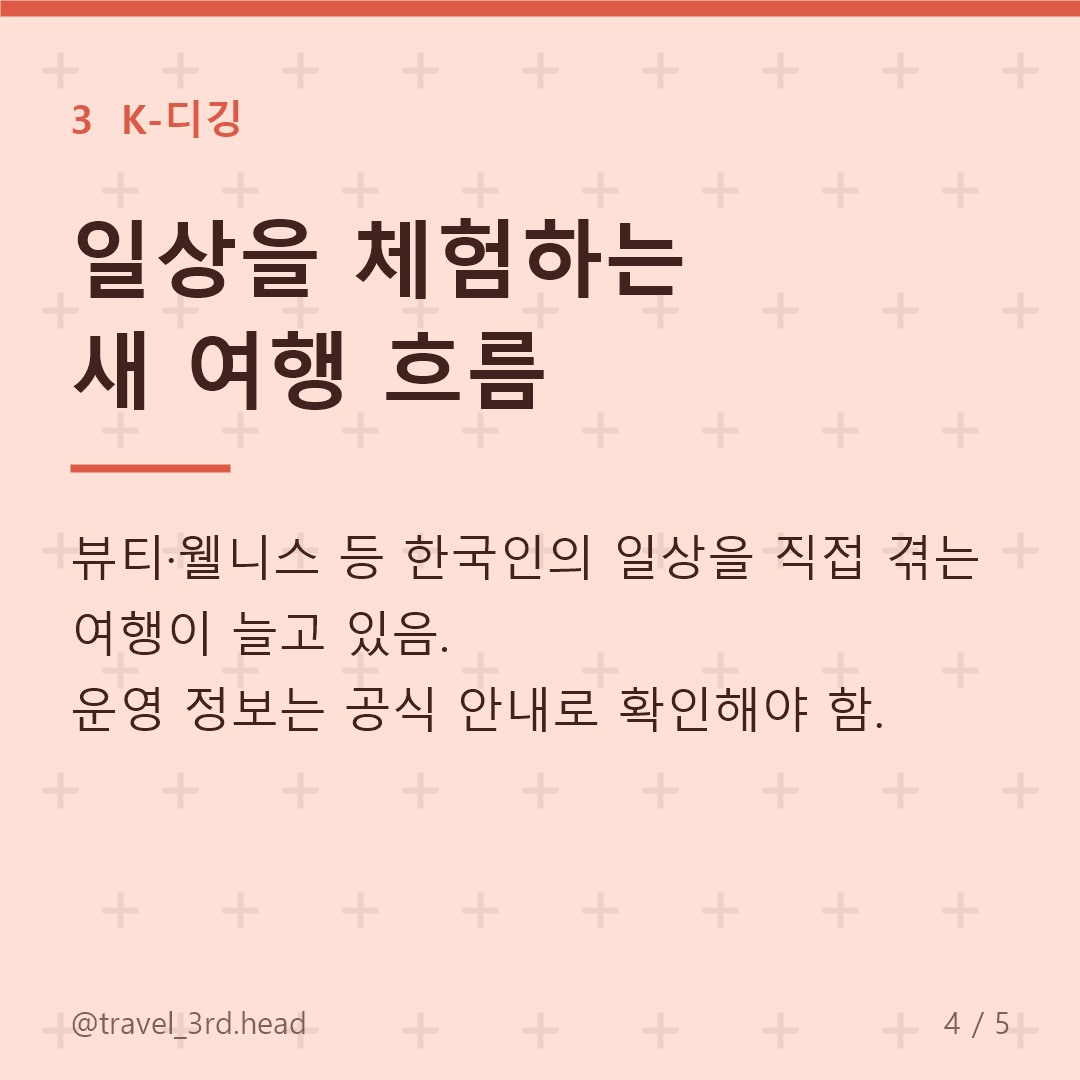 3 K-디깅
일상을 체험하는
새 여행 흐름
뷰티·웰니스 등 한국인의 일상을 직접 겪는
여행이 늘고 있음.
운영 정보는 공식 안내로 확인해야 함.
@travel_3rd.head
4 / 5